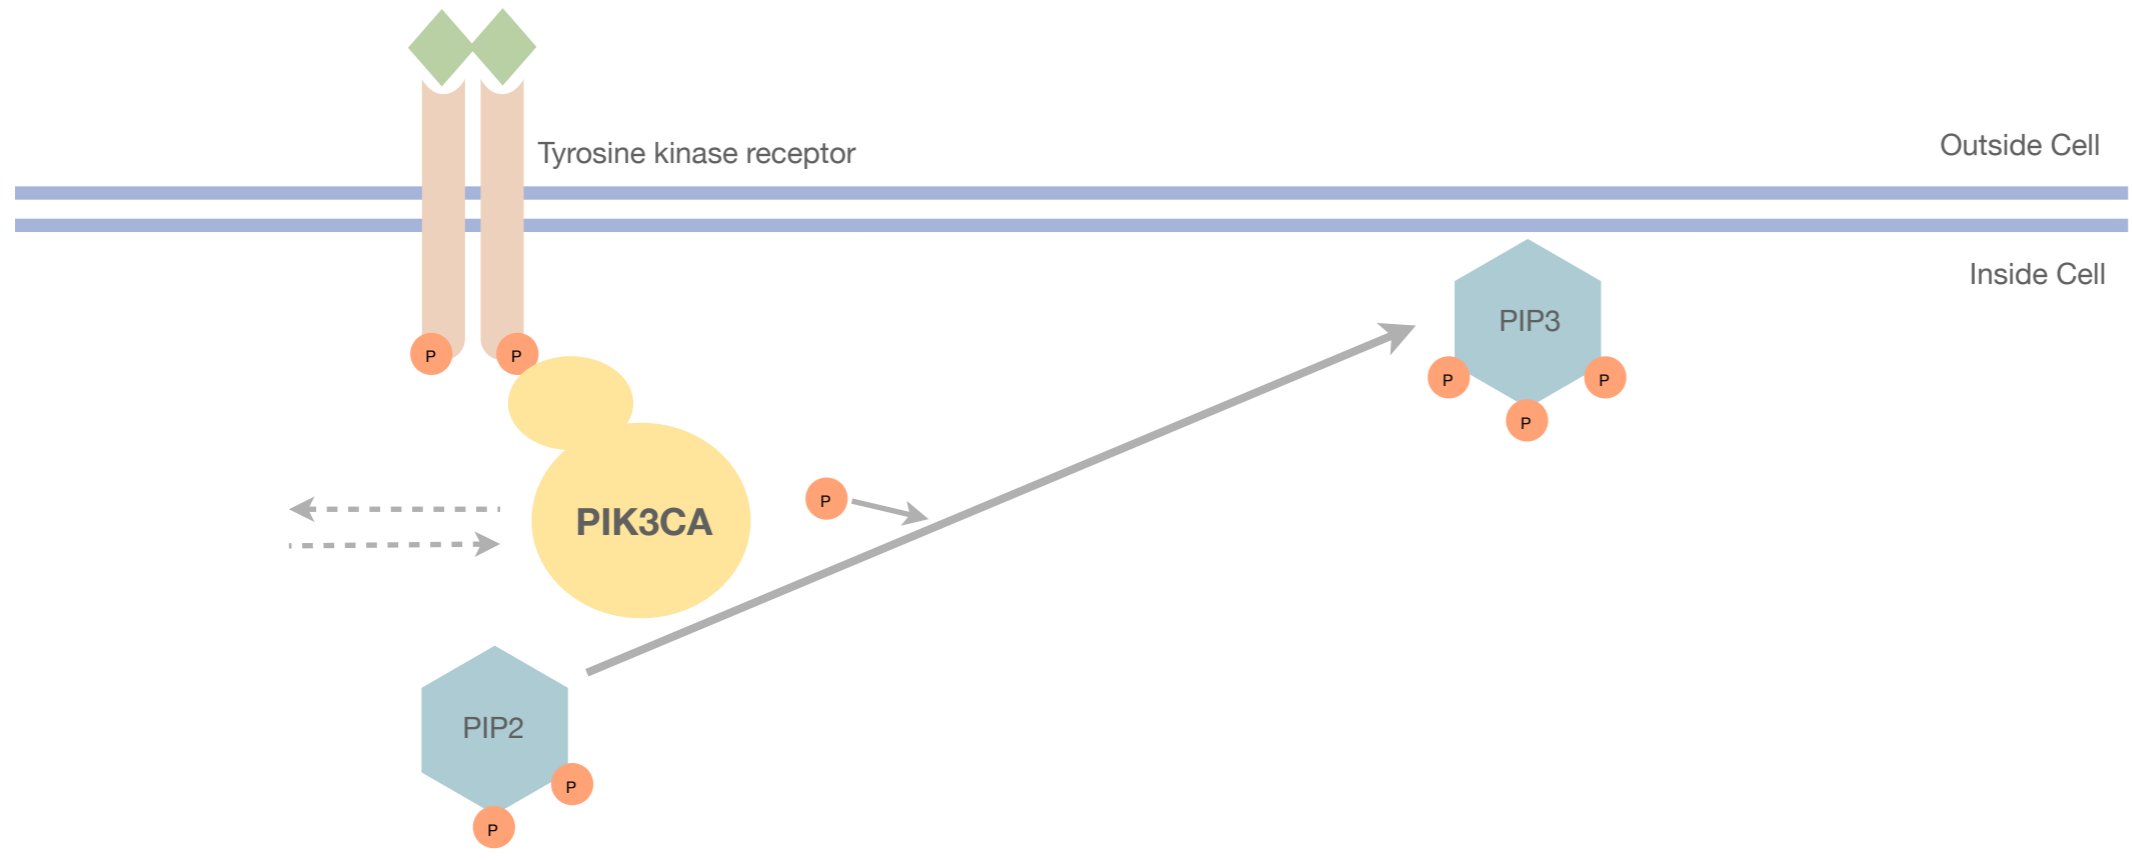 Tyrosine kinase receptor
Outside Cell
Inside Cell
PIP3
P
P
P
P
P
PIK3CA
P
PIP2
P
P